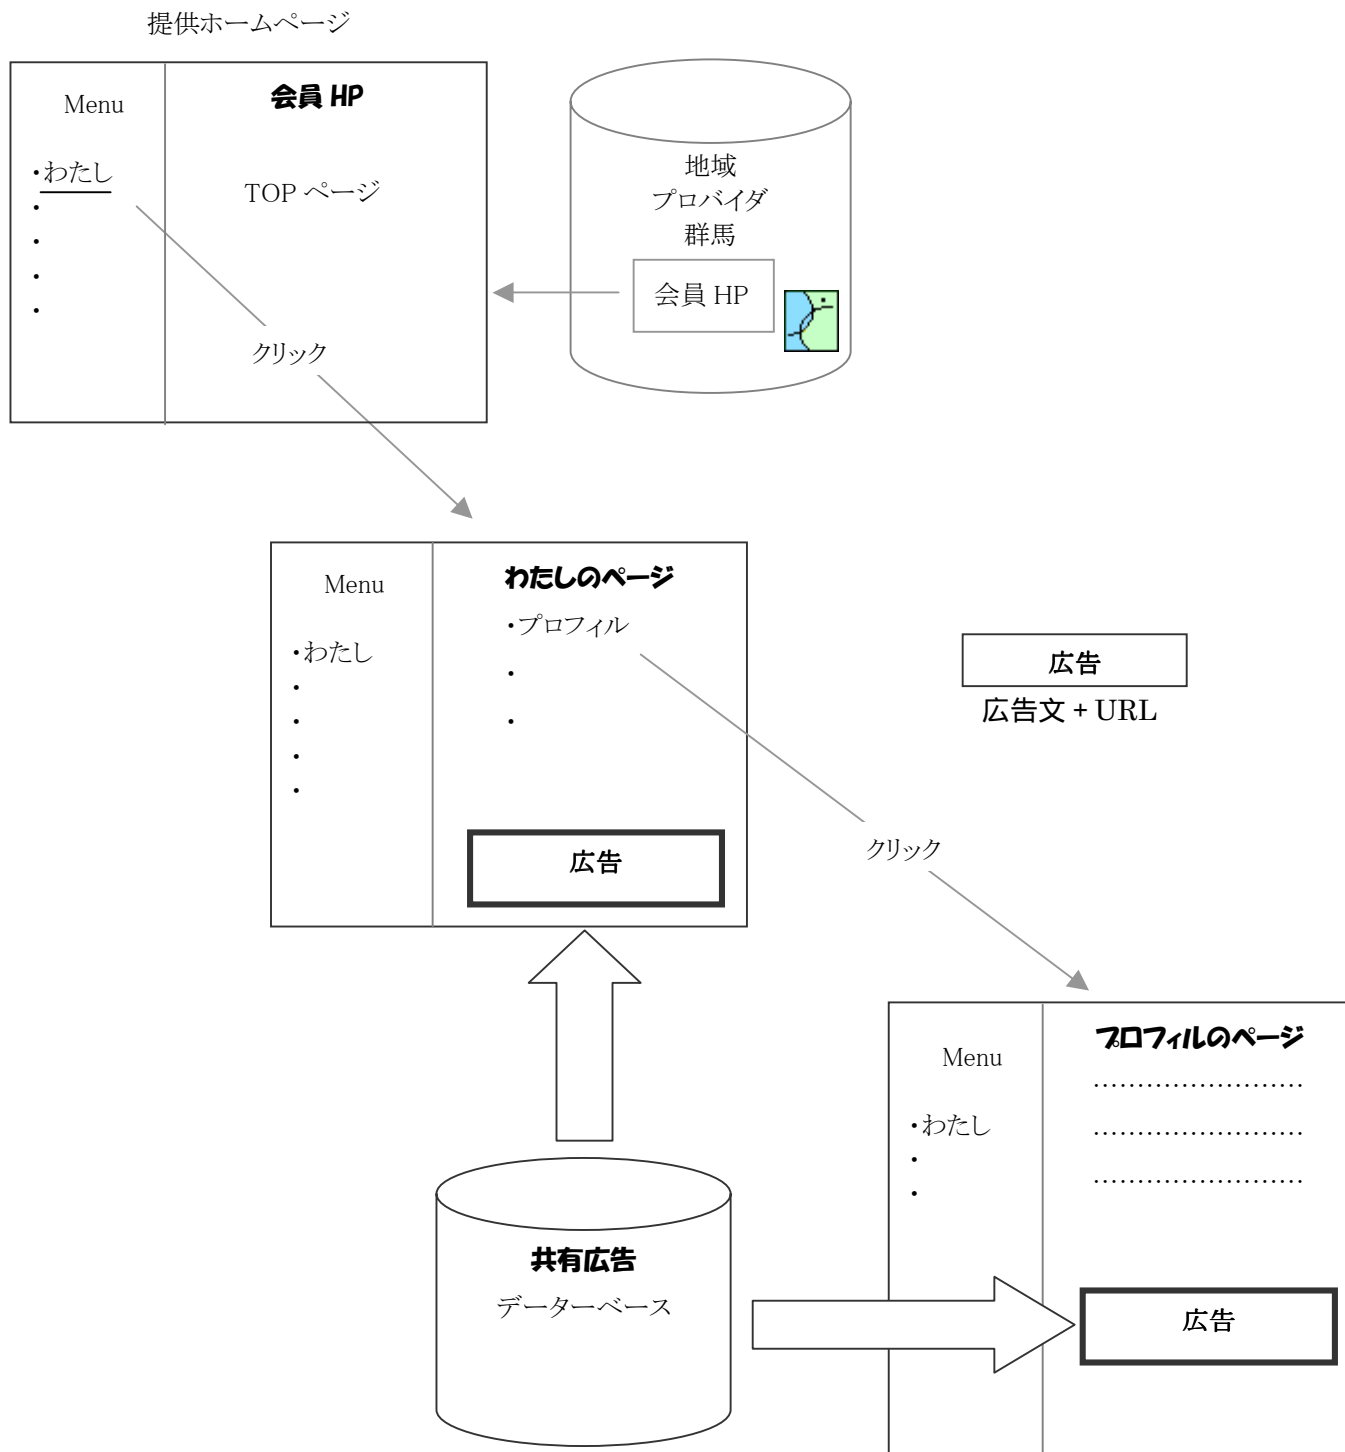 提供ホームページ
Menu
・わたし
・
・
・
・
会員 HP
TOP ページ
地域
プロバイダ
群馬
会員 HP
クリック
Menu
・わたし
・
・
・
・
わたしのページ
・プロフィル
・
・
広告
広告
広告文 + URL
クリック
Menu
・わたし
・
・
プロフィルのページ
……………………
……………………
……………………
広告
共有広告
データーベース